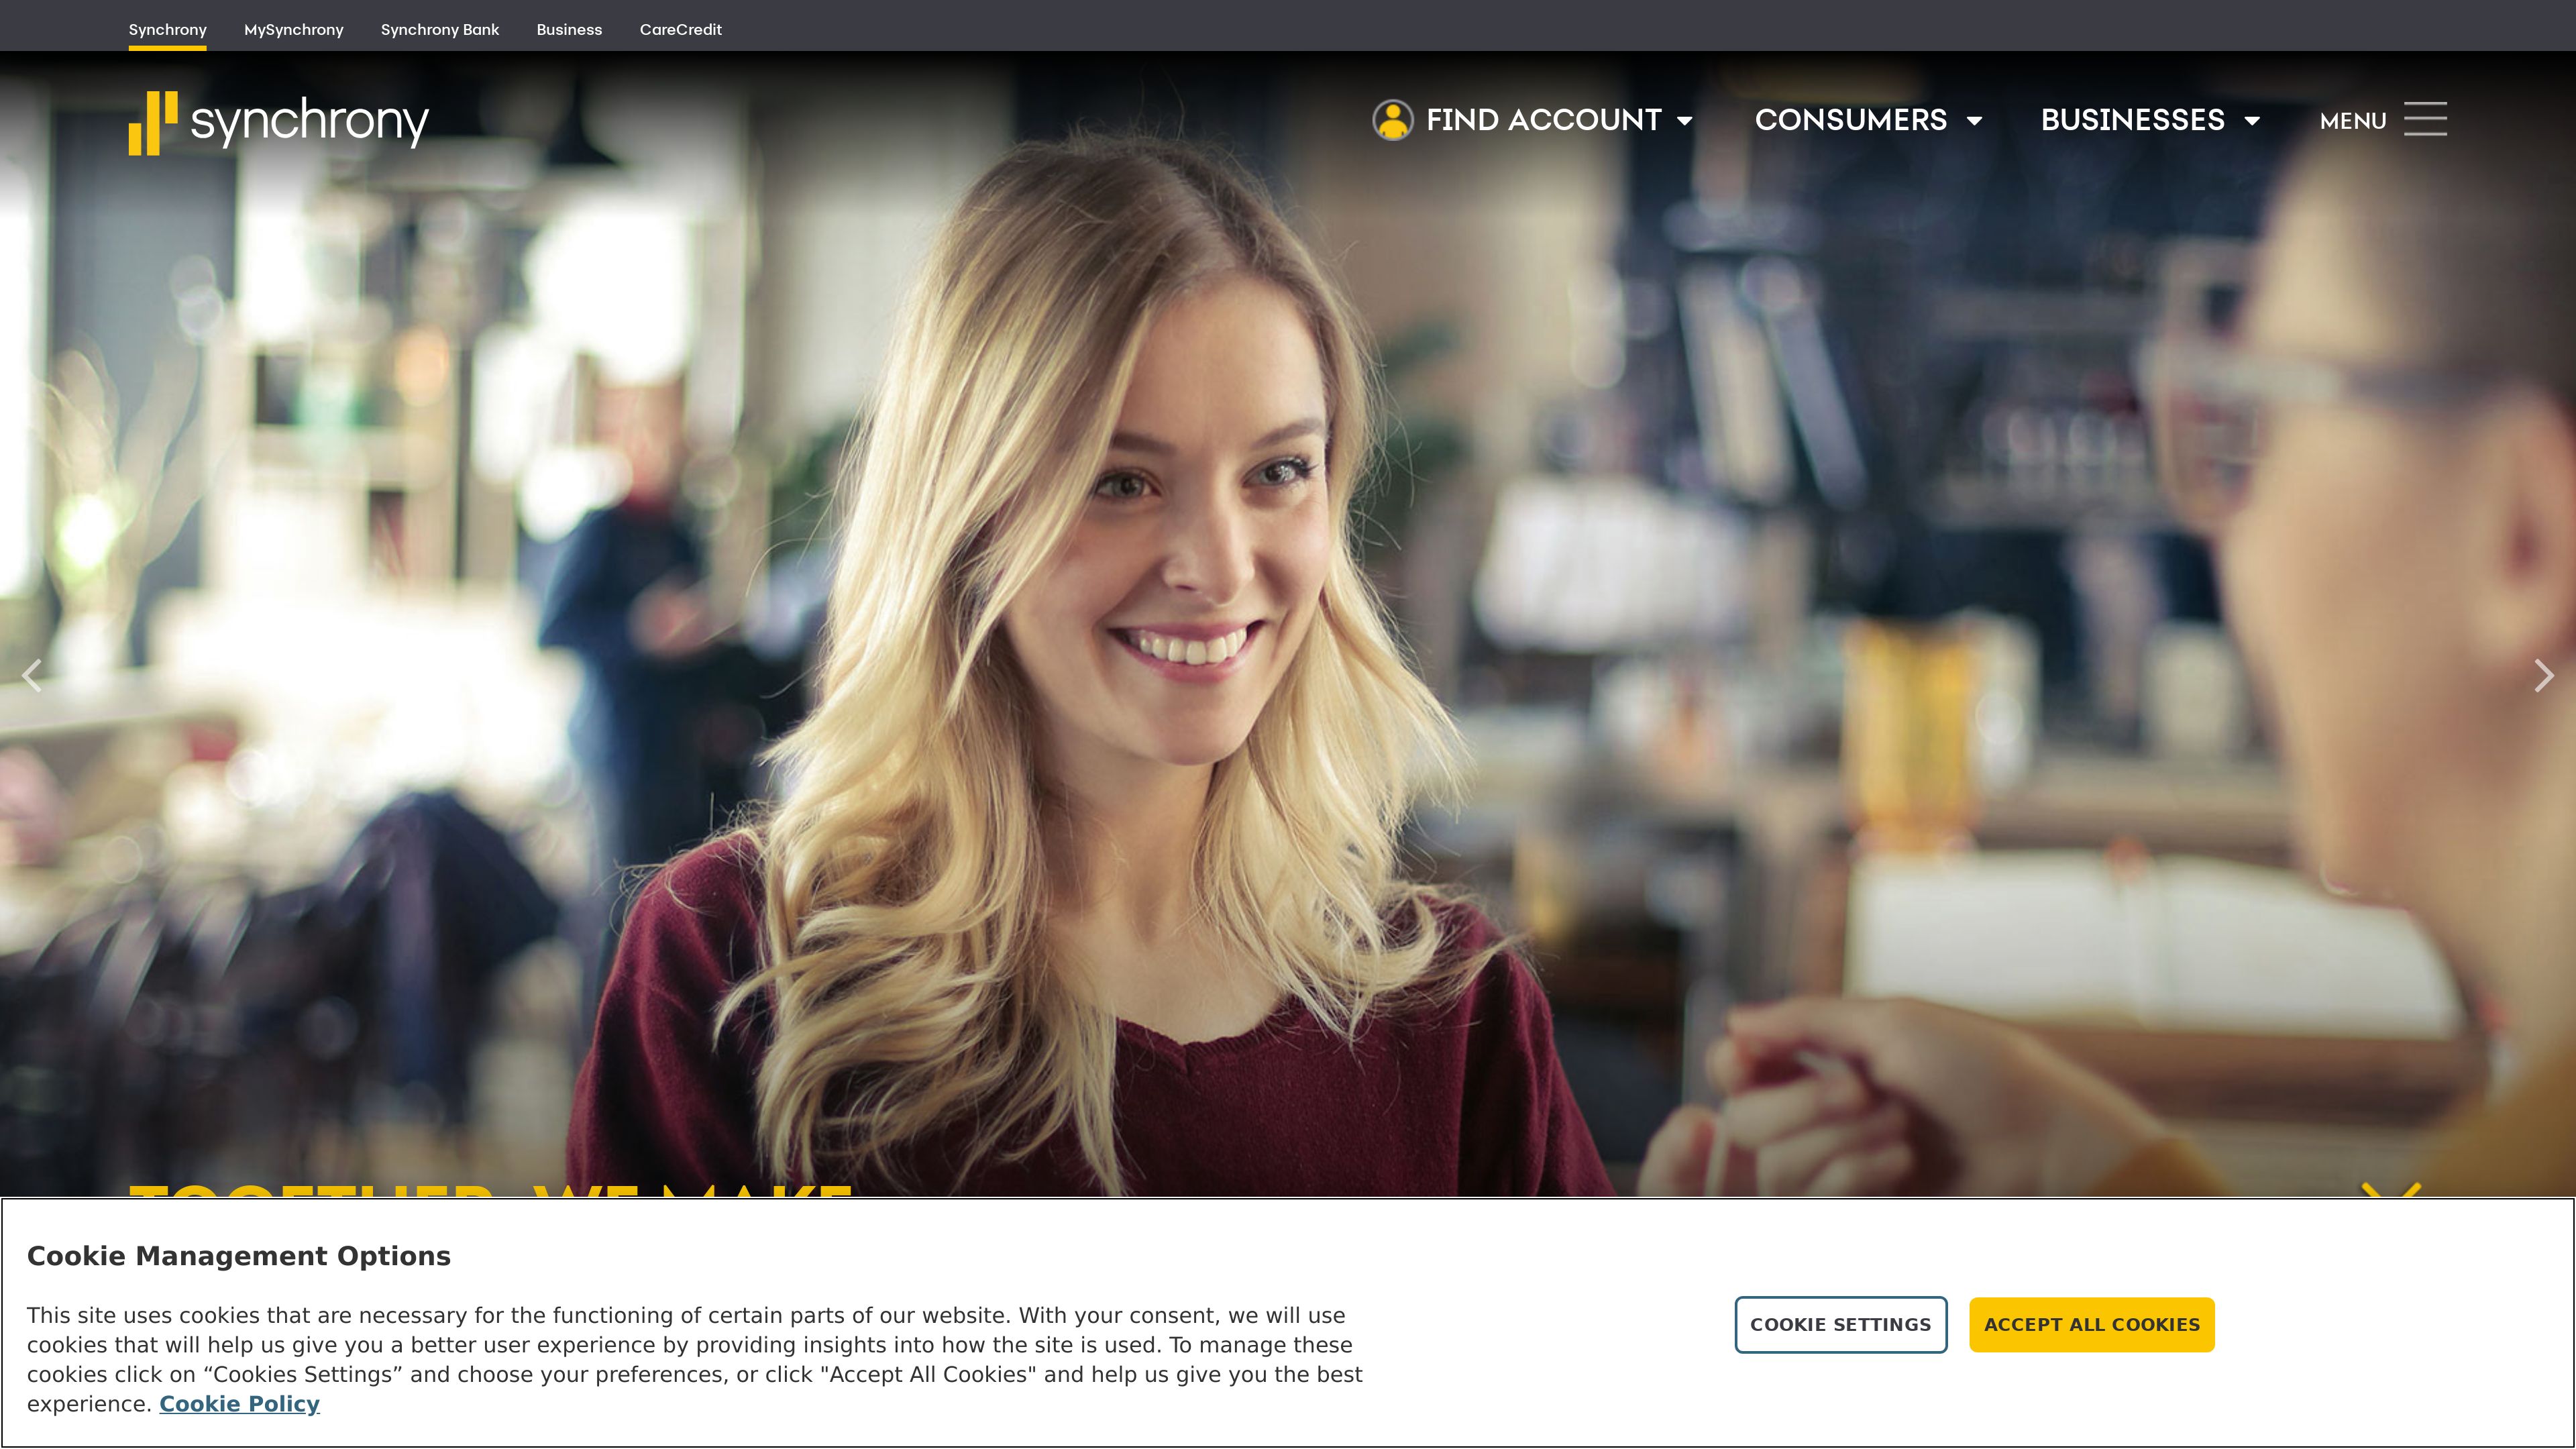 Synchrony MySynchrony Synchrony Bank Business CareCredit
synchrony FIND ACCOUNT CONSUMERS BUSINESSES MENU
TOGETHER, WE MAKE
Cookie Management Options
This site uses cookies that are necessary for the functioning of certain parts of our website. With your consent, we will use
cookies that will help us give you a better user experience by providing insights into how the site is used. To manage these
cookies click on “Cookies Settings” and choose your preferences, or click "Accept All Cookies" and help us give you the best
experience. Cookie Policy
COOKIE SETTINGS ACCEPT ALL COOKIES